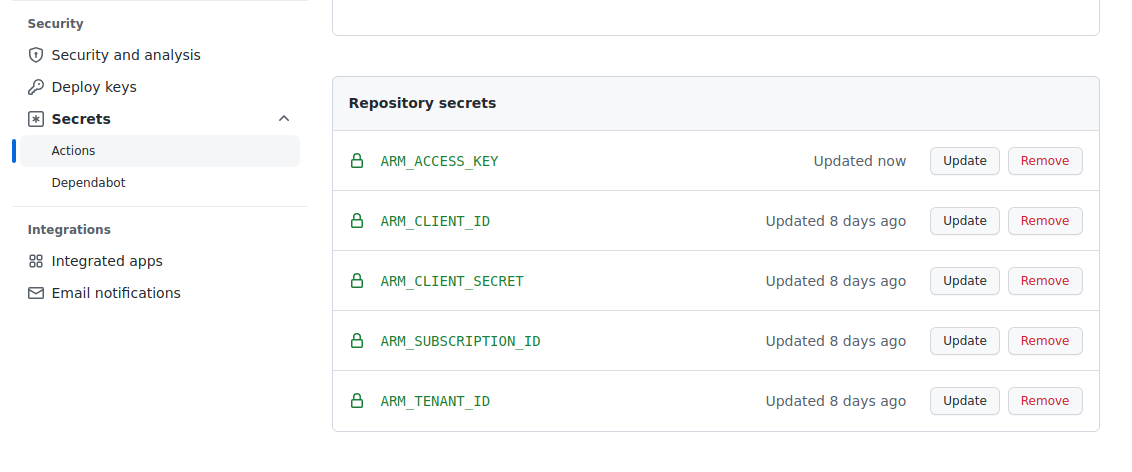 Security
Security and analysis
Deploy keys
Secrets
Actions
Dependabot
Integrations
Integrated apps
Email notifications
Repository secrets
ARM_ACCESS_KEY Updated now Update Remove
ARM_CLIENT_ID Updated 8 days ago Update Remove
ARM_CLIENT_SECRET Updated 8 days ago Update Remove
ARM_SUBSCRIPTION_ID Updated 8 days ago Update Remove
ARM_TENANT_ID Updated 8 days ago Update Remove